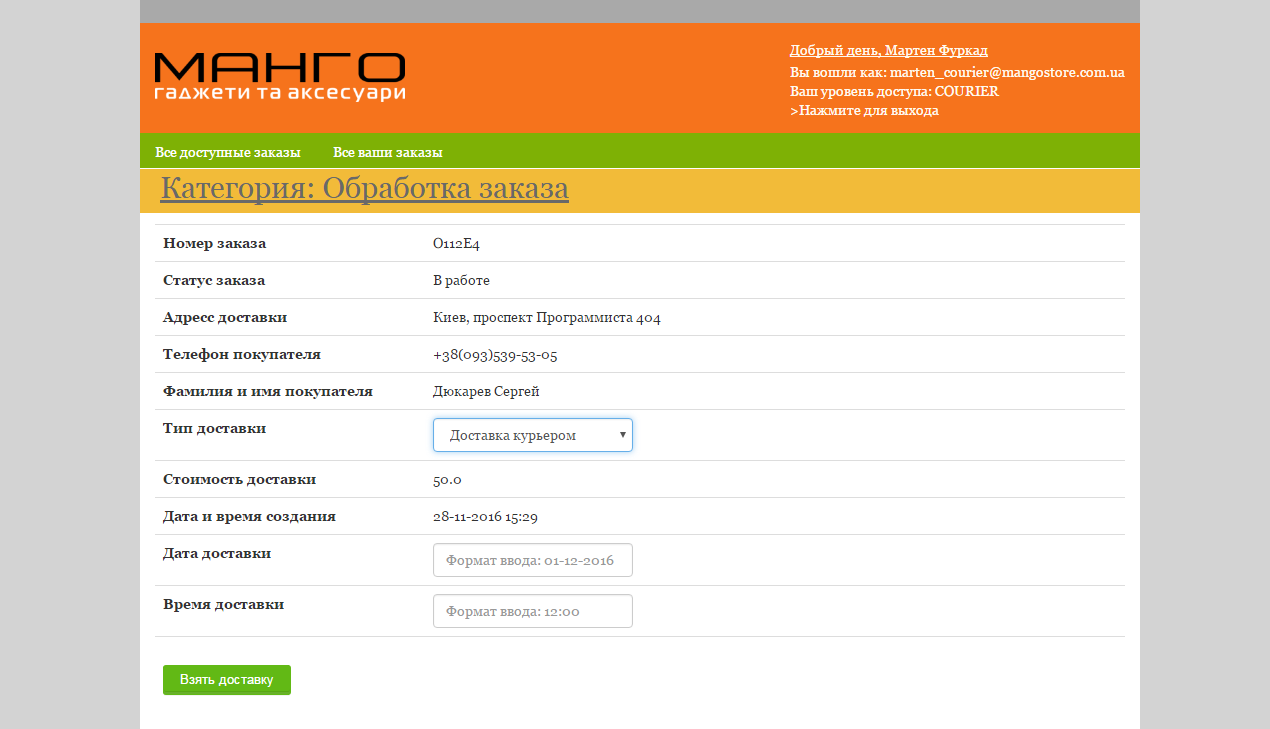 МАНГО
гаджети та аксесуари
Добрый день, Мартен Фуркад
Вы вошли как: marten_courier@mangostore.com.ua
Ваш уровень доступа: COURIER
>Нажмите для выхода
Все доступные заказы Все ваши заказы
Категория: Обработка заказа
Номер заказа O112E4
Статус заказа В работе
Адресс доставки Киев, проспект Программиста 404
Телефон покупателя +38(093)539-53-05
Фамилия и имя покупателя Дюкарев Сергей
Тип доставки Доставка курьером
Стоимость доставки 50.0
Дата и время создания 28-11-2016 15:29
Дата доставки Формат ввода: 01-12-2016
Время доставки Формат ввода: 12:00
Взять доставку